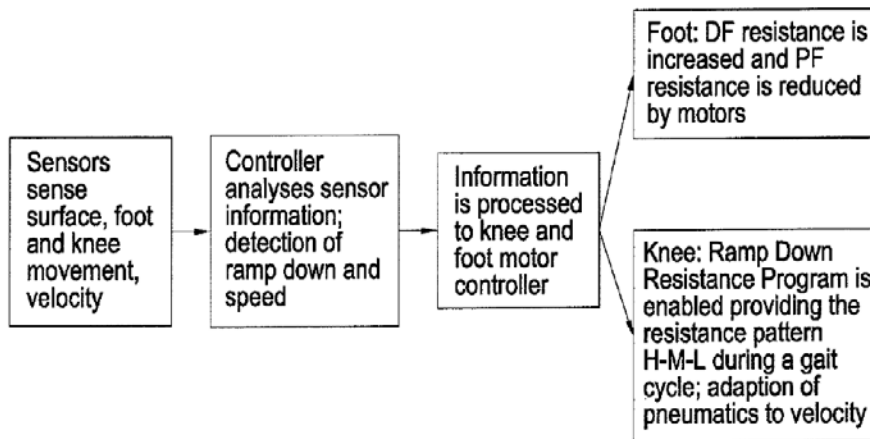 Sensors
sense
surface, foot
and knee
movement,
velocity
Controller
analyses sensor
information;
detection of
ramp down and
speed
Information
is processed
to knee and
foot motor
controller
Foot: DF resistance is
increased and PF
resistance is reduced
by motors
Knee: Ramp Down
Resistance Program is
enabled providing the
resistance pattern
H-M-L during a gait
cycle; adaption of
pneumatics to velocity